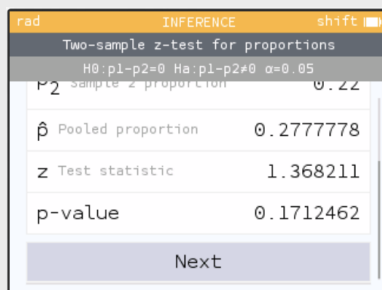 rad INFERENCE shift
Two-sample z-test for proportions
H0:p1-p2=0 Ha:p1-p2≠0 α=0.05
p̂2 Sample 2 proportion 0.22
p̂ Pooled proportion 0.2777778
z Test statistic 1.368211
p-value 0.1712462
Next